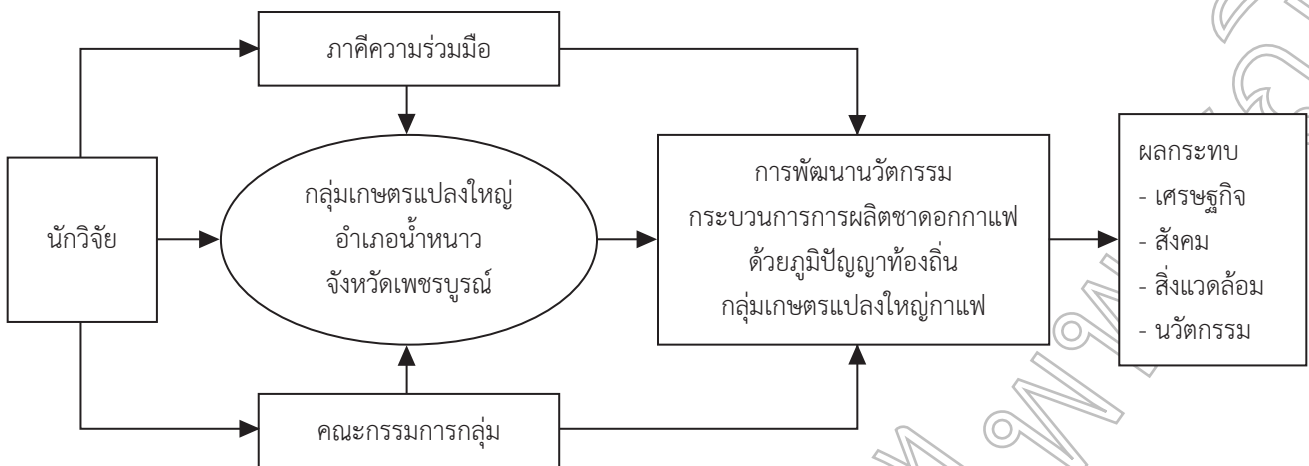 ภาคีความร่วมมือ
นักวิจัย
กลุ่มเกษตรแปลงใหญ่
อำเภอน้ำหนาว
จังหวัดเพชรบูรณ์
คณะกรรมการกลุ่ม
การพัฒนานวัตกรรม
กระบวนการการผลิตชาดอกกาแฟ
ด้วยภูมิปัญญาท้องถิ่น
กลุ่มเกษตรแปลงใหญ่กาแฟ
ผลกระทบ
- เศรษฐกิจ
- สังคม
- สิ่งแวดล้อม
- นวัตกรรม